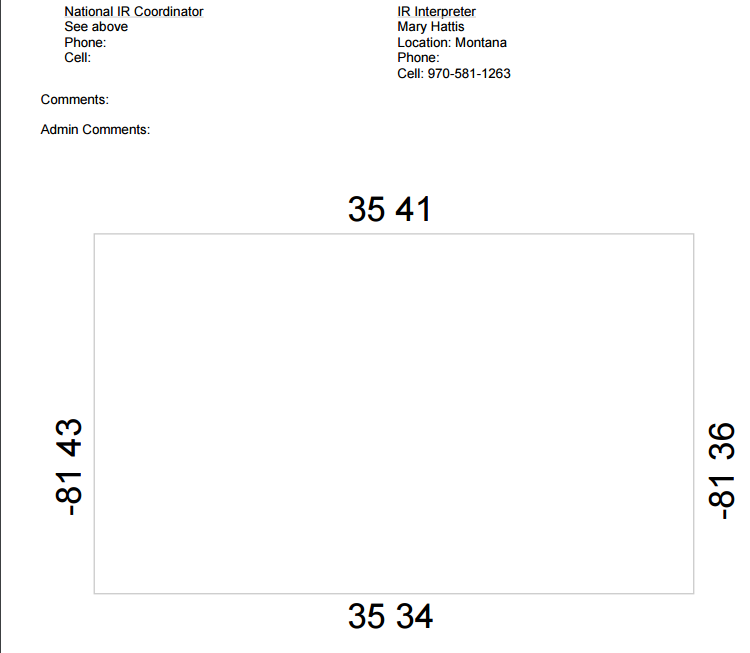 National IR Coordinator
See above
Phone:
Cell:
IR Interpreter
Mary Hattis
Location: Montana
Phone:
Cell: 970-581-1263
Comments:
Admin Comments:
35 41
-81 43
-81 36
35 34